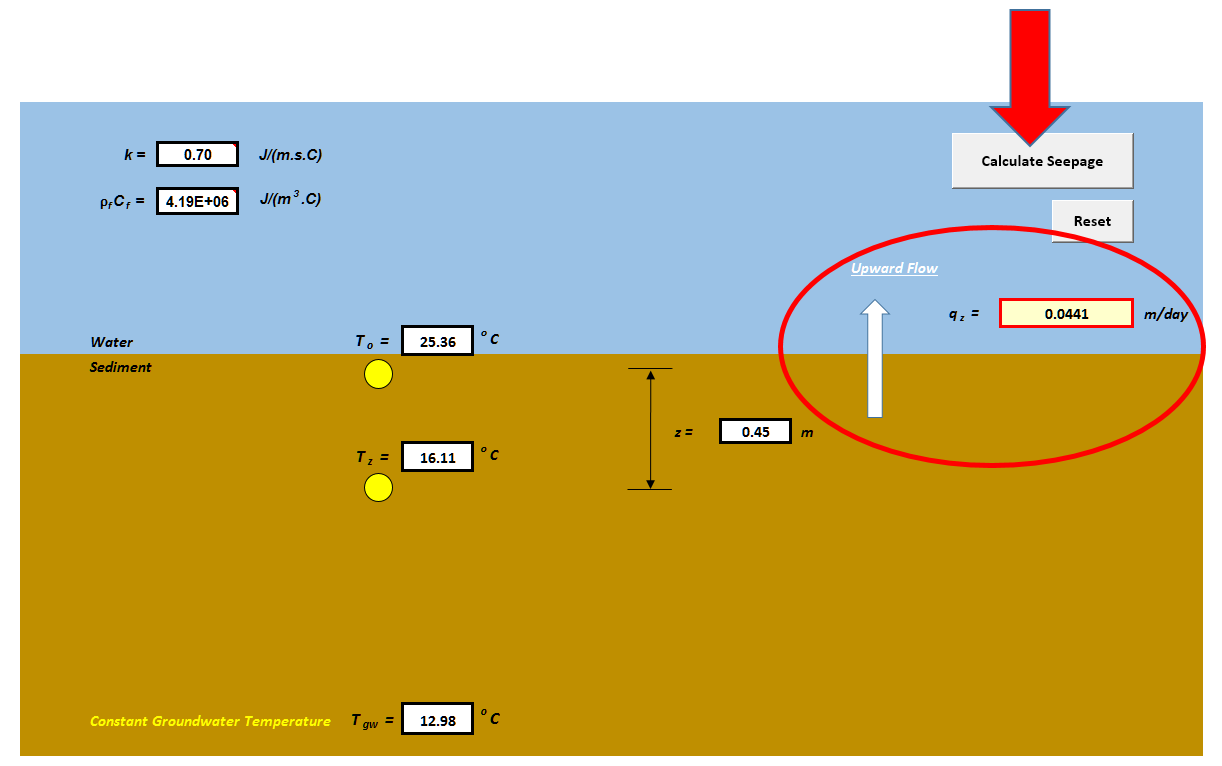 k = 0.70 J/(m.s.C)
Calculate Seepage
ρfCf = 4.19E+06 J/(m³.C)
Reset
Upward Flow
qz = 0.0441 m/day
Water
To = 25.36 °C
Sediment
z = 0.45 m
Tz = 16.11 °C
Constant Groundwater Temperature Tgw = 12.98 °C